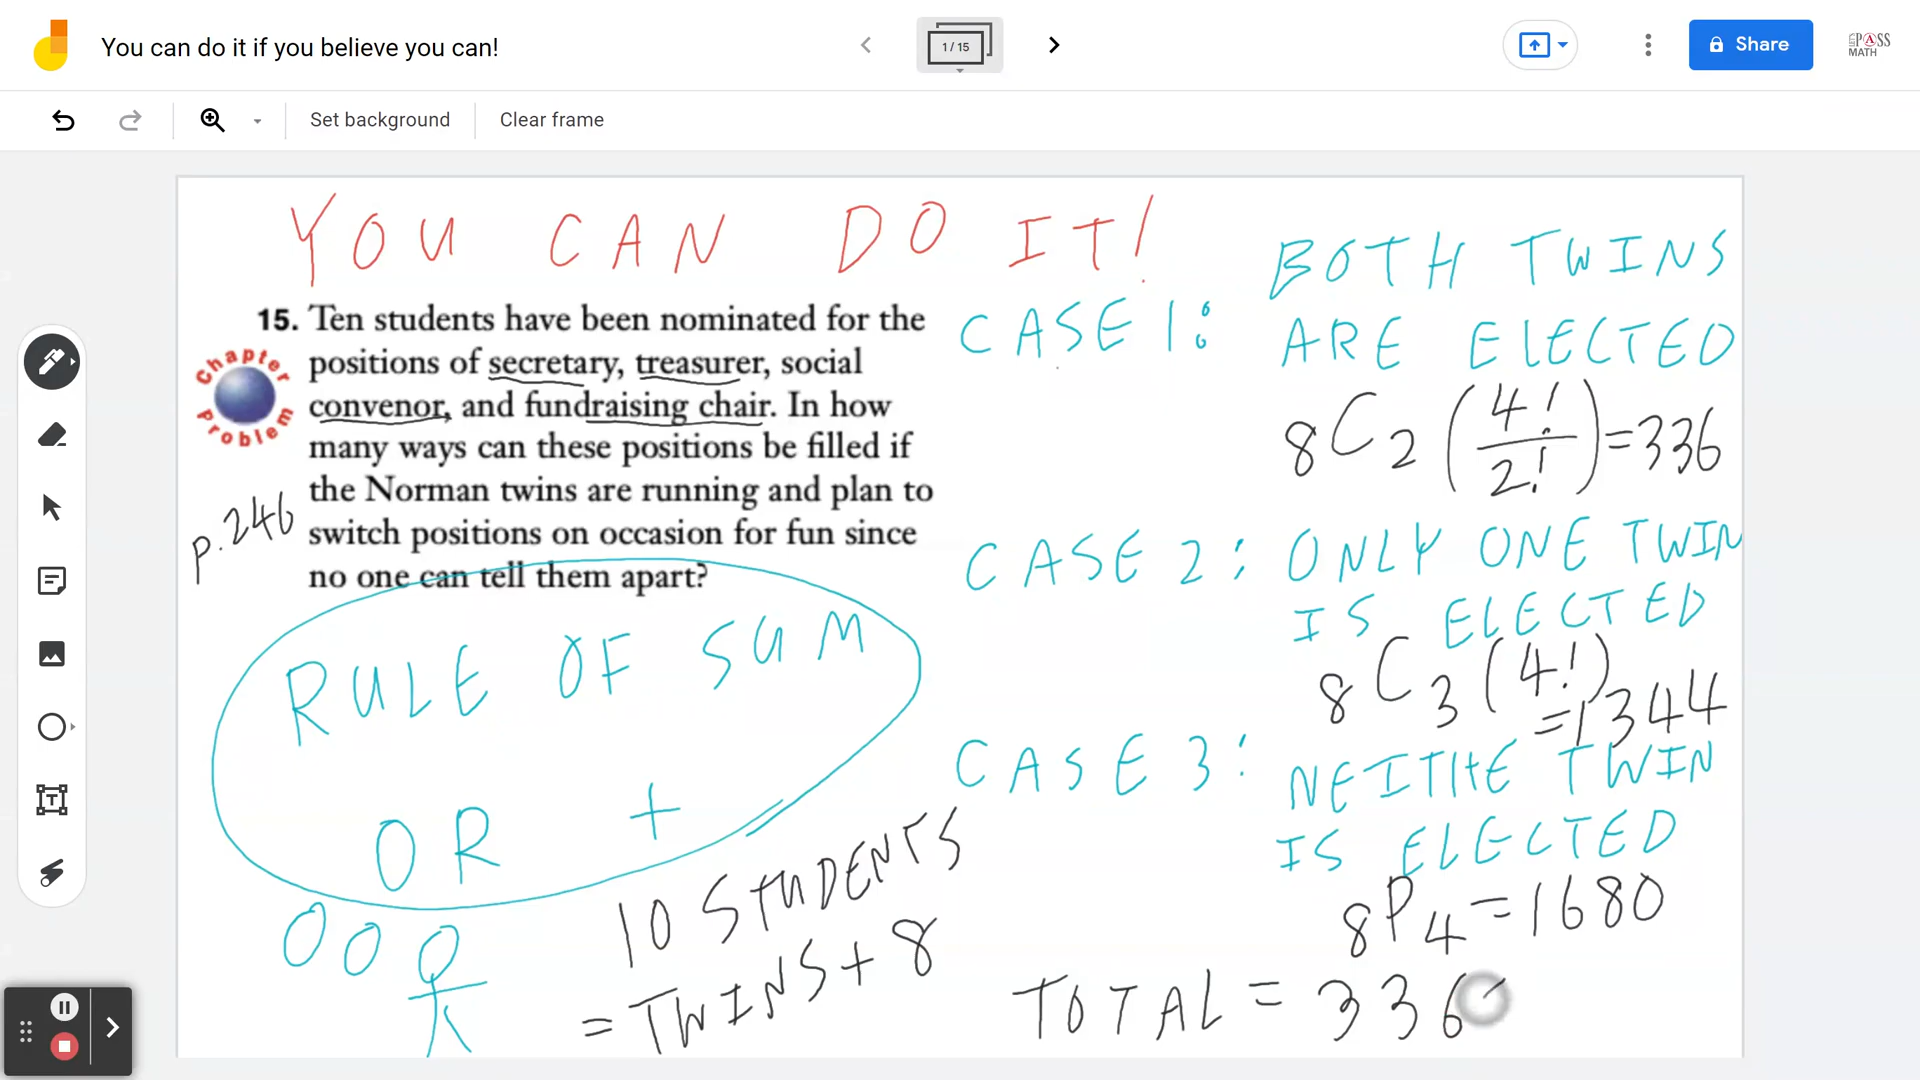 You can do it if you believe you can!
1 / 15
Share
LET'S PASS MATH
Set background
Clear frame
YOU CAN DO IT!
15. Ten students have been nominated for the
positions of secretary, treasurer, social
convenor, and fundraising chair. In how
many ways can these positions be filled if
the Norman twins are running and plan to
switch positions on occasion for fun since
no one can tell them apart?
Chapter Problem
p.246
RULE OF SUM
OR +
10 STUDENTS
= TWINS + 8
CASE 1: BOTH TWINS
ARE ELECTED
8C2 (4!/2!) = 336
CASE 2: ONLY ONE TWIN
IS ELECTED
8C3 (4!)
= 1344
CASE 3: NEITHE TWIN
IS ELECTED
8P4 = 1680
TOTAL = 336